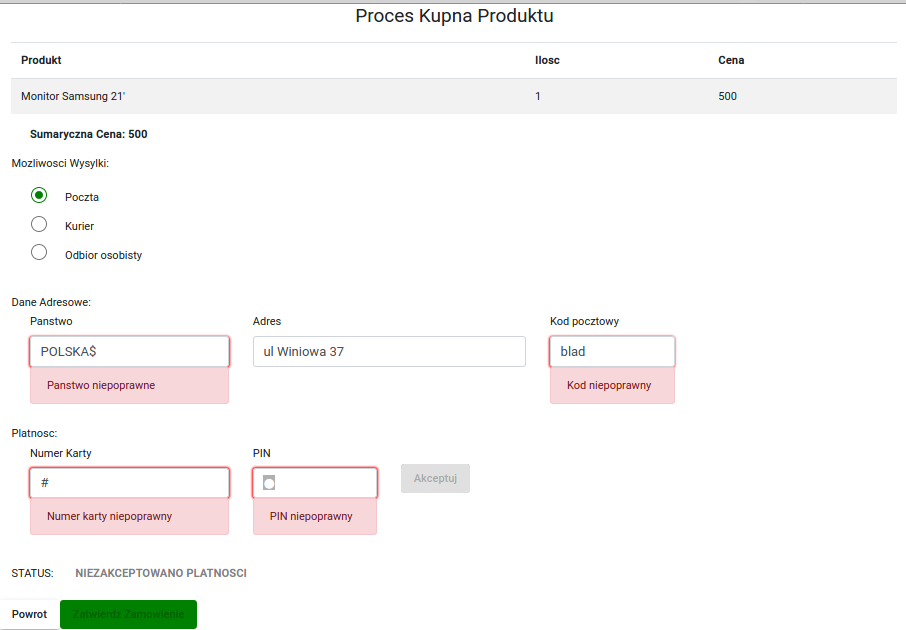 Proces Kupna Produktu
Produkt Ilosc Cena
Monitor Samsung 21' 1 500
Sumaryczna Cena: 500
Mozliwosci Wysylki:
Poczta
Kurier
Odbior osobisty
Dane Adresowe:
Panstwo Adres Kod pocztowy
POLSKA$ ul Winiowa 37 blad
Panstwo niepoprawne Kod niepoprawny
Platnosc:
Numer Karty PIN
# Akceptuj
Numer karty niepoprawny PIN niepoprawny
STATUS: NIEZAKCEPTOWANO PLATNOSCI
Powrot Zatwierdz Zamowienie